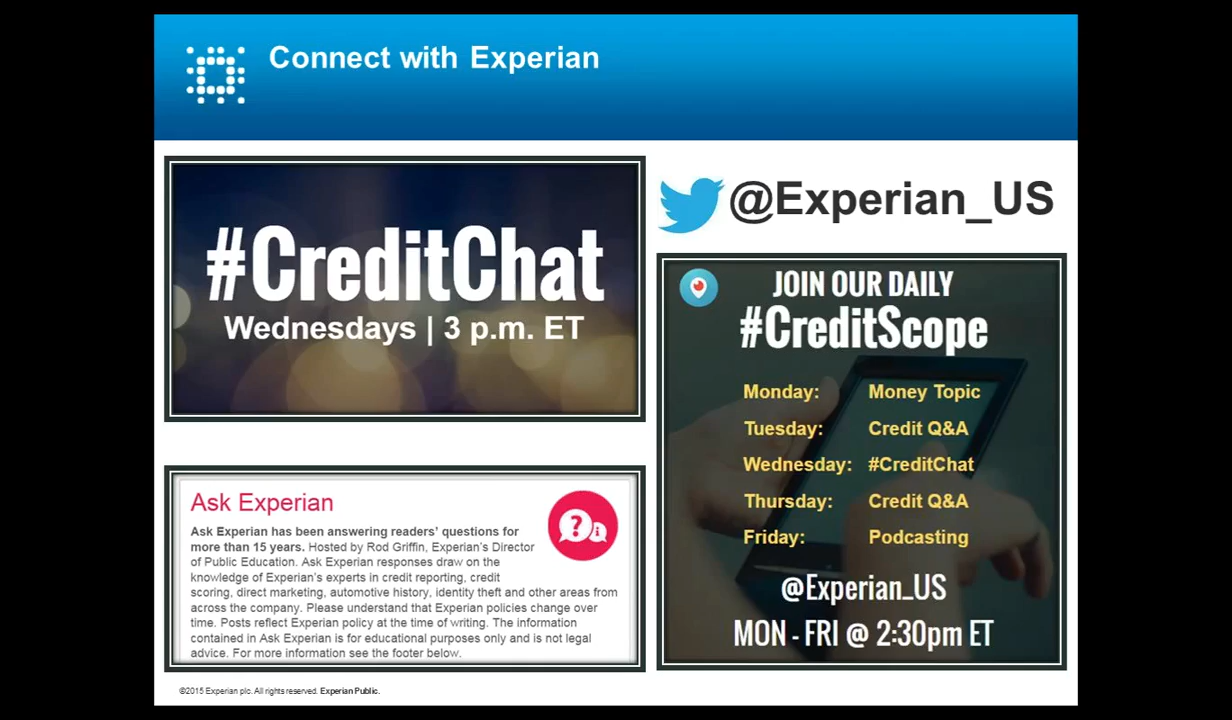 Connect with Experian
#CreditChat
Wednesdays | 3 p.m. ET
@Experian_US
JOIN OUR DAILY
#CreditScope
Monday: Money Topic
Tuesday: Credit Q&A
Wednesday: #CreditChat
Thursday: Credit Q&A
Friday: Podcasting
@Experian_US
MON - FRI @ 2:30pm ET
Ask Experian
Ask Experian has been answering readers' questions for
more than 15 years. Hosted by Rod Griffin, Experian's Director
of Public Education. Ask Experian responses draw on the
knowledge of Experian's experts in credit reporting, credit
scoring, direct marketing, automotive history, identity theft and other areas from
across the company. Please understand that Experian policies change over
time. Posts reflect Experian policy at the time of writing. The information
contained in Ask Experian is for educational purposes only and is not legal
advice. For more information see the footer below.
©2015 Experian plc. All rights reserved. Experian Public.